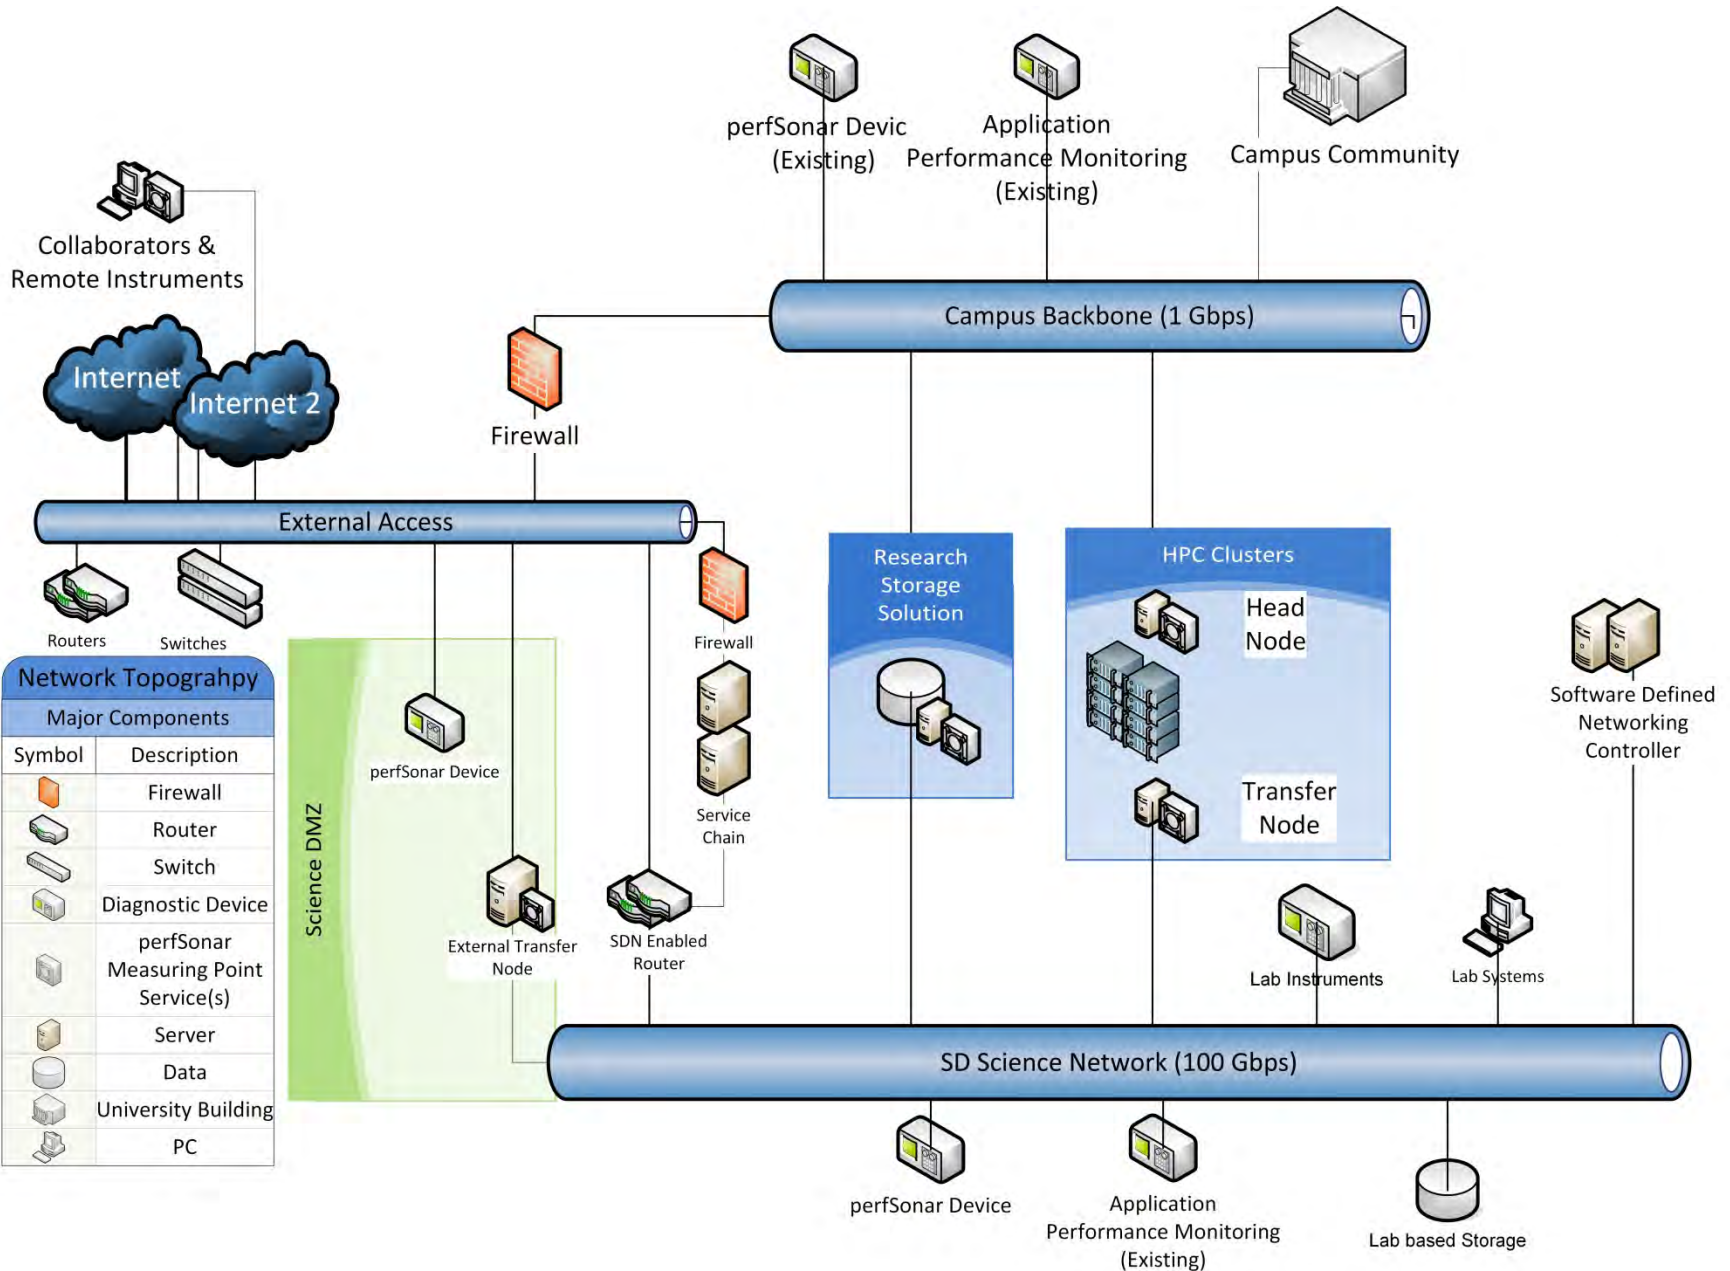 perfSonar Devic
(Existing)
Application
Performance Monitoring
(Existing)
Campus Community
Collaborators &
Remote Instruments
Internet
Internet 2
Campus Backbone (1 Gbps)
Firewall
External Access
Routers
Switches
Firewall
Service
Chain
Research
Storage
Solution
HPC Clusters
Head
Node
Transfer
Node
Software Defined
Networking
Controller
Science DMZ
perfSonar Device
External Transfer
Node
SDN Enabled
Router
Lab Instruments
Lab Systems
SD Science Network (100 Gbps)
perfSonar Device
Application
Performance Monitoring
(Existing)
Lab based Storage
Network Topograhpy
Major Components
Symbol Description
Firewall
Router
Switch
Diagnostic Device
perfSonar
Measuring Point
Service(s)
Server
Data
University Building
PC